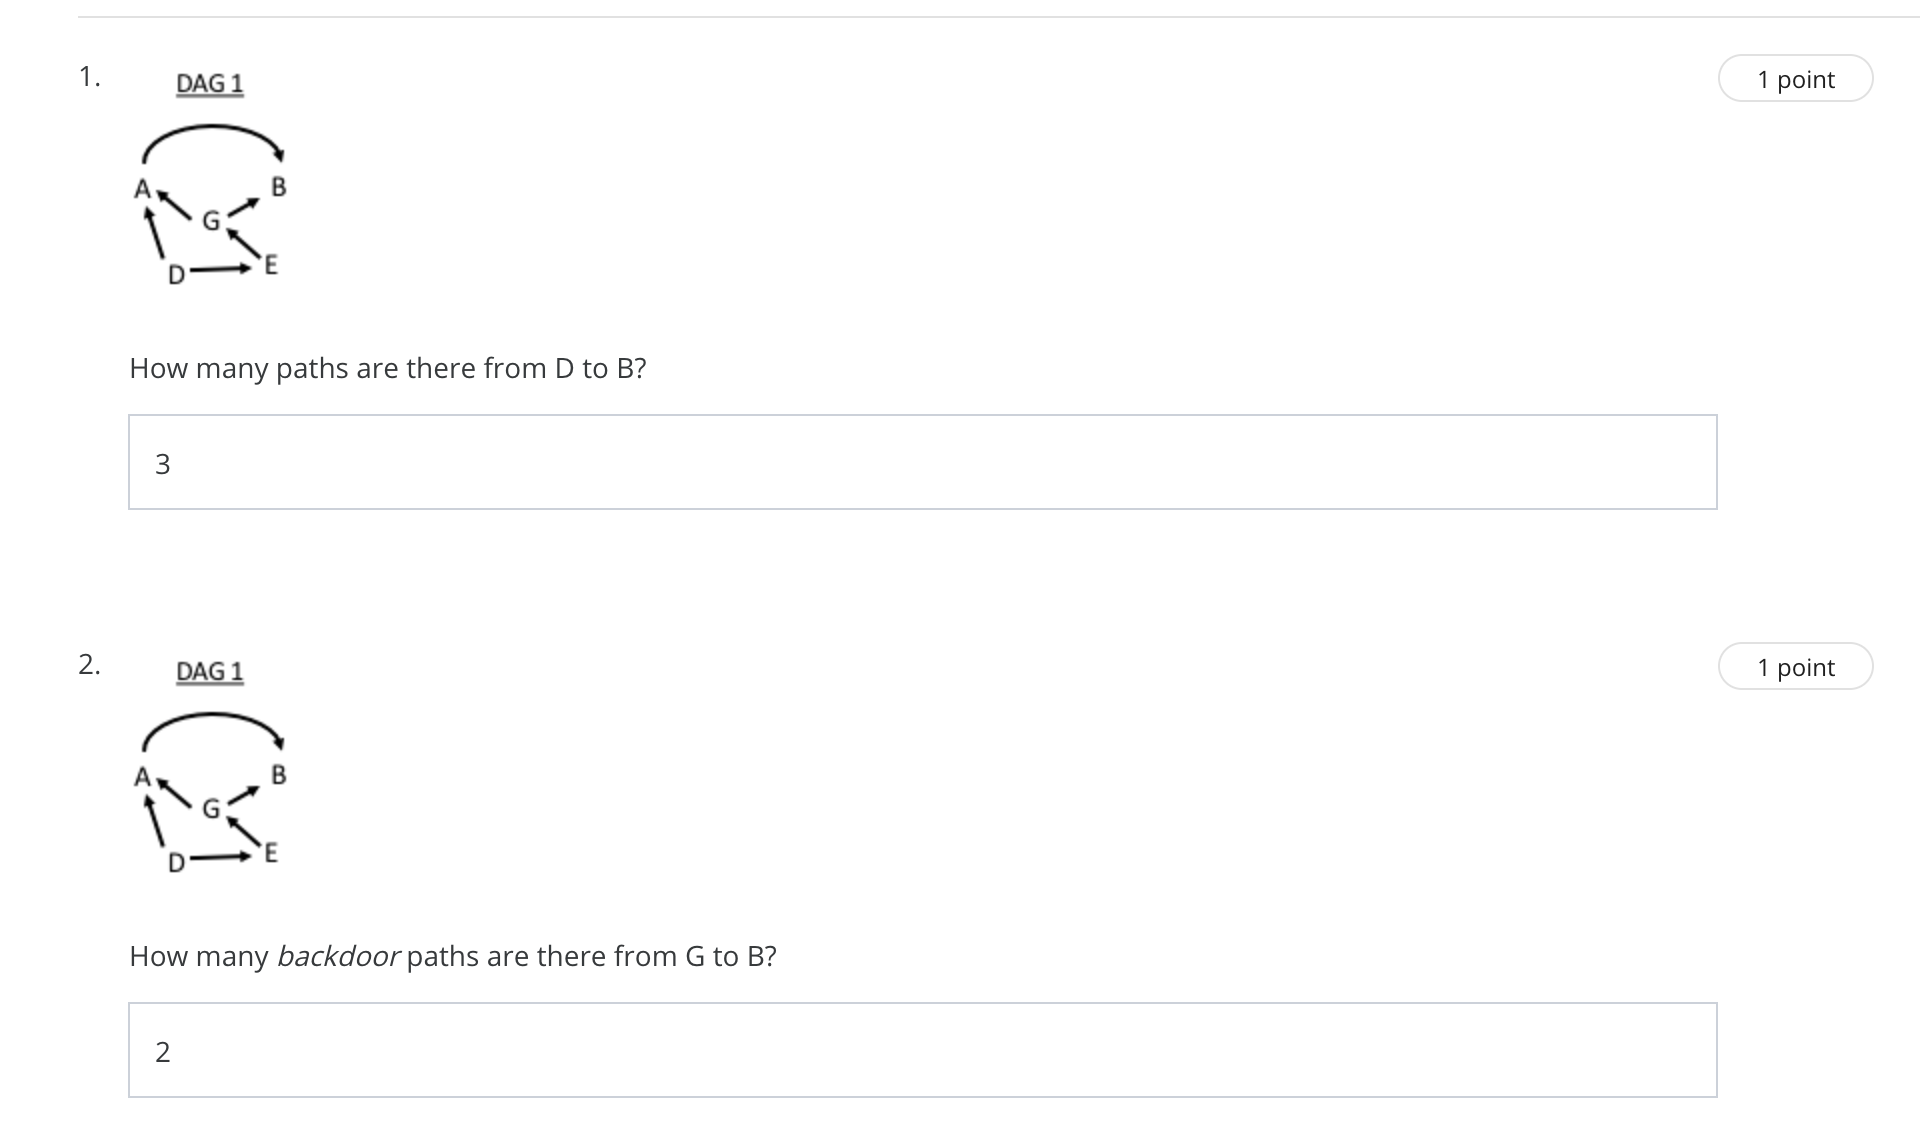 1.
DAG 1
1 point
A
B
G
D
E
How many paths are there from D to B?
3
2.
DAG 1
1 point
A
B
G
D
E
How many backdoor paths are there from G to B?
2